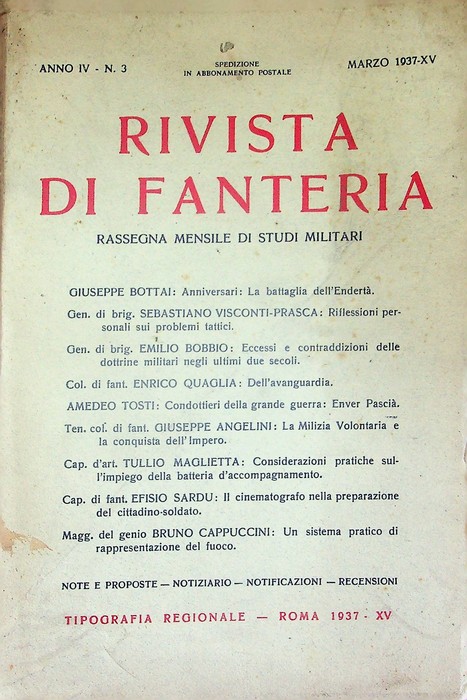 ANNO IV - N. 3
SPEDIZIONE
IN ABBONAMENTO POSTALE
MARZO 1937-XV
RIVISTA
DI FANTERIA
RASSEGNA MENSILE DI STUDI MILITARI
GIUSEPPE BOTTAI: Anniversari: La battaglia dell'Endertà.
Gen. di brig. SEBASTIANO VISCONTI-PRASCA: Riflessioni per-
sonali sui problemi tattici.
Gen. di brig. EMILIO BOBBIO: Eccessi e contraddizioni delle
dottrine militari negli ultimi due secoli.
Col. di fant. ENRICO QUAGLIA: Dell'avanguardia.
AMEDEO TOSTI: Condottieri della grande guerra: Enver Pascià.
Ten. col. di fant. GIUSEPPE ANGELINI: La Milizia Volontaria e
la conquista dell'Impero.
Cap. d'art. TULLIO MAGLIETTA: Considerazioni pratiche sul-
l'impiego della batteria d'accompagnamento.
Cap. di fant. EFISIO SARDU: Il cinematografo nella preparazione
del cittadino-soldato.
Magg. del genio BRUNO CAPPUCCINI: Un sistema pratico di
rappresentazione del fuoco.
NOTE E PROPOSTE — NOTIZIARIO — NOTIFICAZIONI — RECENSIONI
TIPOGRAFIA REGIONALE — ROMA 1937 - XV